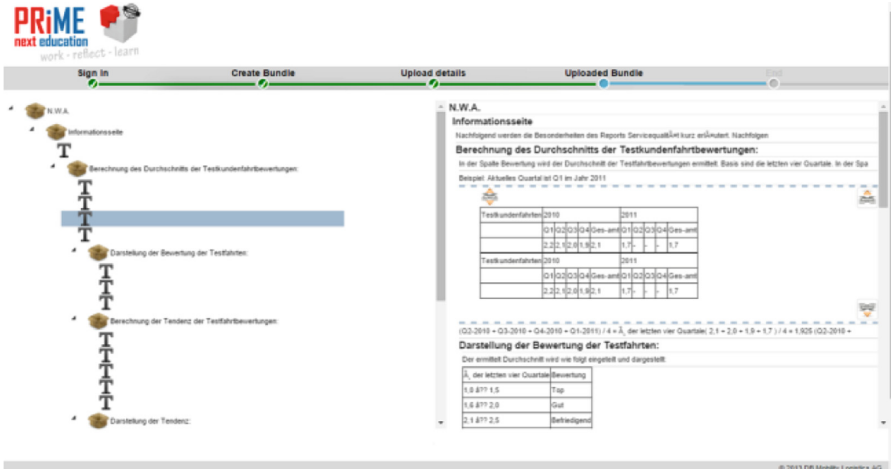 PRiME
next education
work - reflect - learn
Sign In
Create Bundle
Upload details
Uploaded Bundle
End
N.W.A.
Informationsseite
Berechnung des Durchschnitts der Testkundenfahrtbewertungen:
Darstellung der Bewertung der Testfahrten:
Berechnung der Tendenz der Testfahrtbewertungen:
Darstellung der Tendenz:
N.W.A.
Informationsseite
Nachfolgend werden die Besonderheiten des Reports kurz Nachfolgen
Berechnung des Durchschnitts der Testkundenfahrtbewertungen:
In der Spalte Bewertung wird der Durchschnitt der Testfahrtbewertungen ermittelt. Basis sind die letzten vier Quartale. In der Spa
Beispiel: Aktuelles Quartal ist Q1 im Jahr 2011
Testkundenfahrten 2010 2011
Q1 Q2 Q3 Q4 Ges-amt Q1 Q2 Q3 Q4 Ges-amt
2,2 2,1 2,0 1,9 2,1 1,7 - - - 1,7
Testkundenfahrten 2010 2011
Q1 Q2 Q3 Q4 Ges-amt Q1 Q2 Q3 Q4 Ges-amt
2,2 2,1 2,0 1,9 2,1 1,7 - - - 1,7
(Q2-2010 + Q3-2010 + Q4-2010 + Q1-2011) / 4 = Ã¸ der letzten vier Quartale( 2,1 + 2,0 + 1,9 + 1,7 ) / 4 = 1,925 (Q2-2010 +
Darstellung der Bewertung der Testfahrten:
Der ermittelt Durchschnitt wird wie folgt eingeteilt und dargestellt:
der letzten vier Quartale Bewertung
1,0 â?? 1,5 Top
1,6 â?? 2,0 Gut
2,1 â?? 2,5 Befriedigend
© 2013 DB Mobility Logistics AG